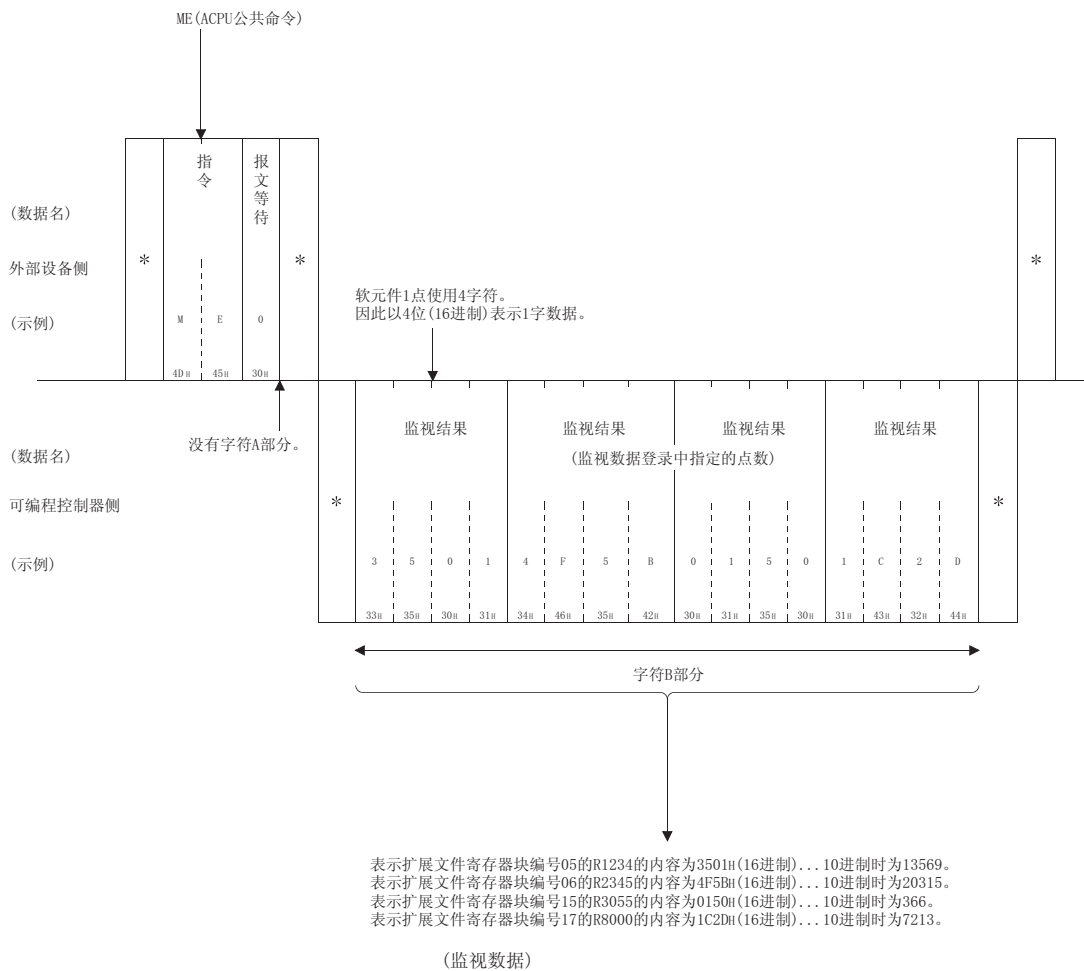 ME(ACPU公共命令)
指令
报文等待
(数据名)
* * *
外部设备侧
软元件1点使用4字符。
因此以4位(16进制)表示1字数据。
(示例)
M E 0
4DH 45H 30H
没有字符A部分。
监视结果 监视结果 监视结果 监视结果
(数据名)
(监视数据登录中指定的点数)
可编程控制器侧
* *
(示例)
3 5 0 1 4 F 5 B 0 1 5 0 1 C 2 D
33H 35H 30H 31H 34H 46H 35H 42H 30H 31H 35H 30H 31H 43H 32H 44H
字符B部分
表示扩展文件寄存器块编号05的R1234的内容为3501H(16进制)...10进制时为13569。
表示扩展文件寄存器块编号06的R2345的内容为4F5BH(16进制)...10进制时为20315。
表示扩展文件寄存器块编号15的R3055的内容为0150H(16进制)...10进制时为366。
表示扩展文件寄存器块编号17的R8000的内容为1C2DH(16进制)...10进制时为7213。
(监视数据)